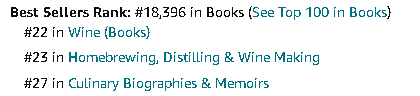 Best Sellers Rank: #18,396 in Books (See Top 100 in Books)
#22 in Wine (Books)
#23 in Homebrewing, Distilling & Wine Making
#27 in Culinary Biographies & Memoirs